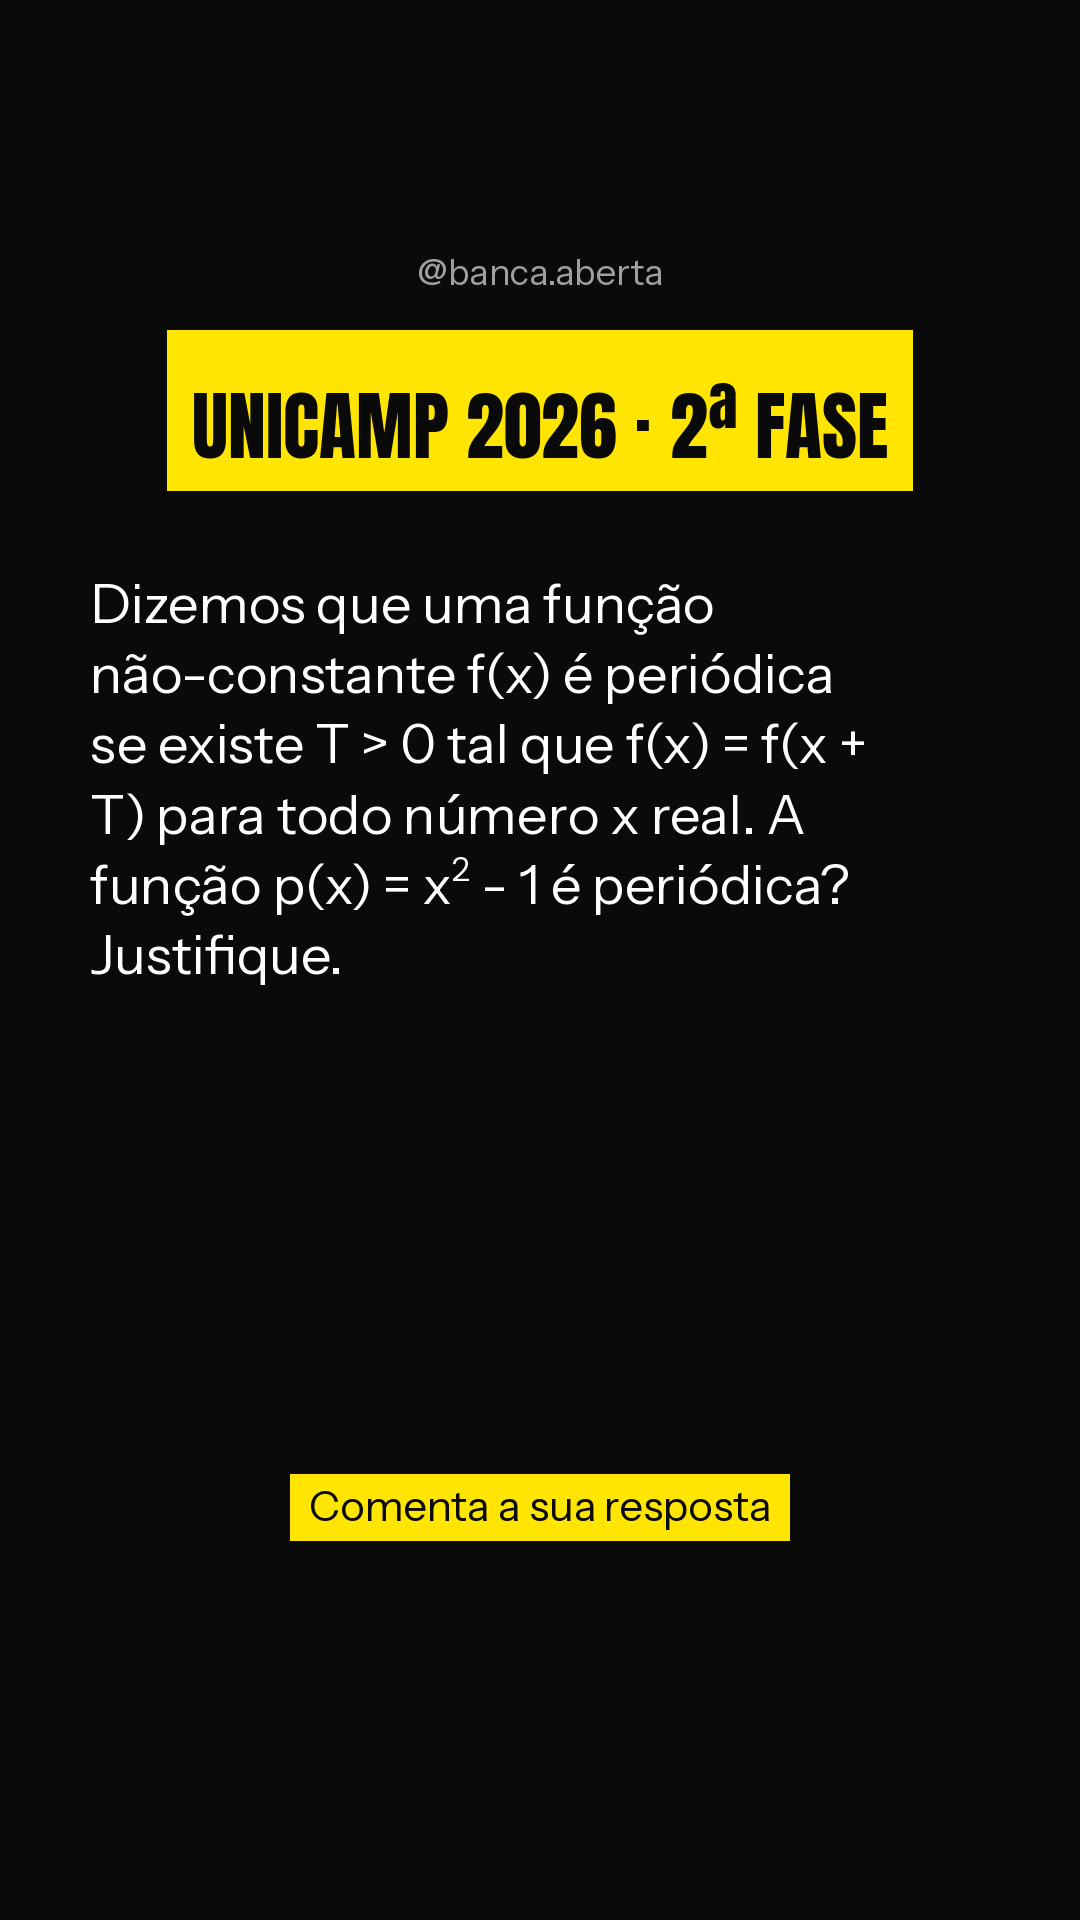 @banca.aberta
UNICAMP 2026 · 2ª FASE
Dizemos que uma função
não-constante f(x) é periódica
se existe T > 0 tal que f(x) = f(x +
T) para todo número x real. A
função p(x) = x² - 1 é periódica?
Justifique.
Comenta a sua resposta